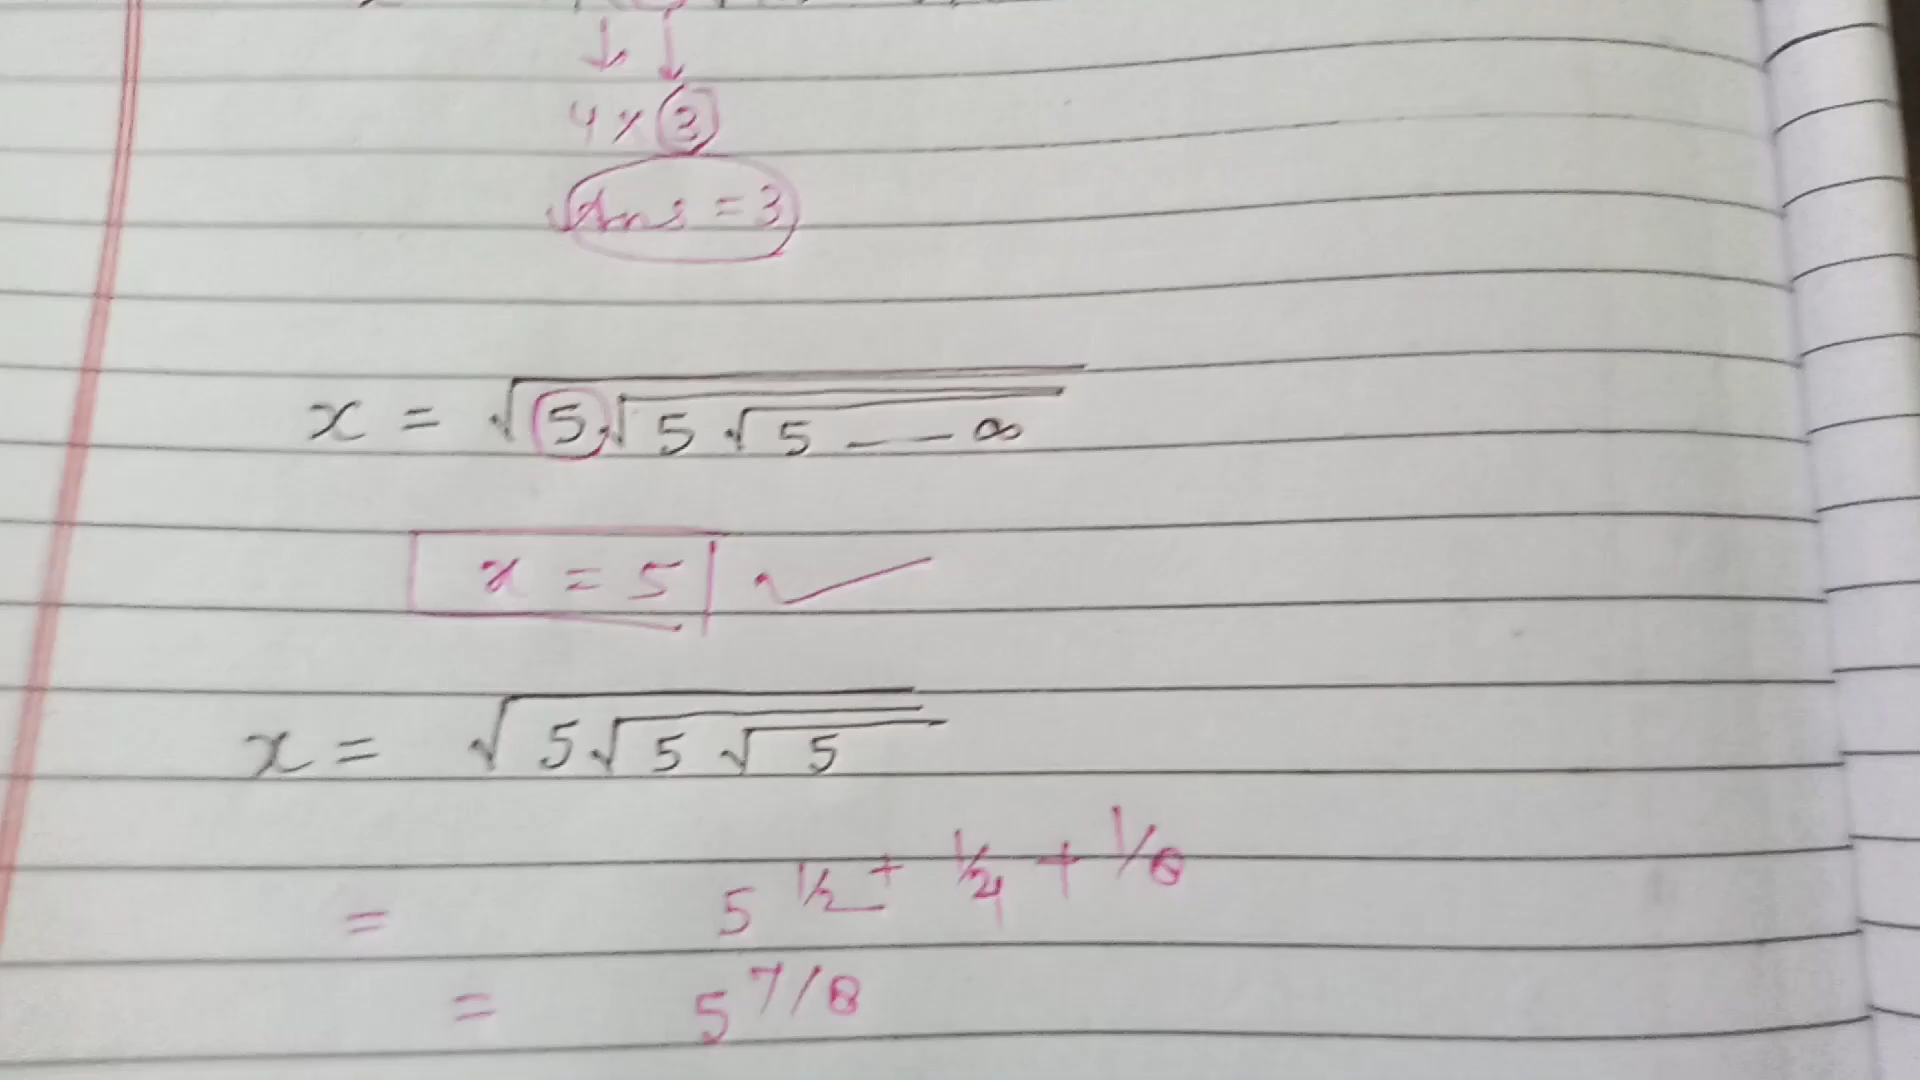 4 × 3
Ans = 3
x = √5√5√5 — — ∞
x = 5
x = √5√5√5
= 5^1/2 + 1/4 + 1/8
= 5^7/8